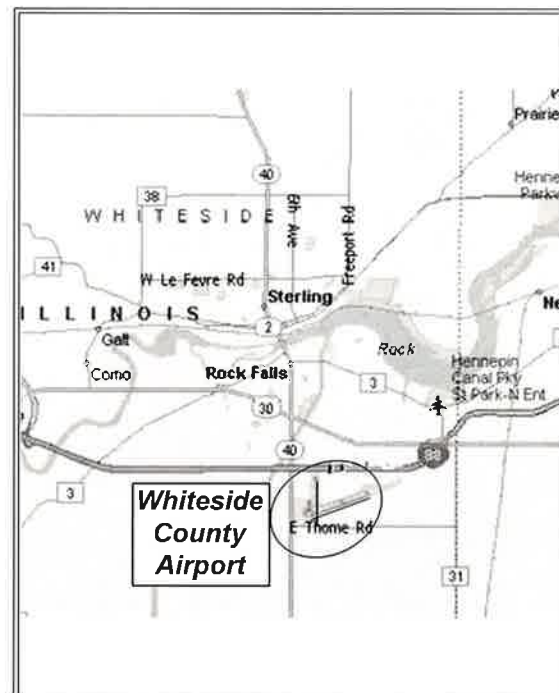 Prairie
Henne
Park-
40
38
6th Ave
Freeport Rd
WHITESIDE
41
W Le Fevre Rd
Sterling
ILLINOIS
2
Ne
Galt
Rock
Como
Rock Falls
3
Hennepin
Canal Pky
St Park-N Ent
30
40
88
3
Whiteside
County
Airport
E Thome Rd
31